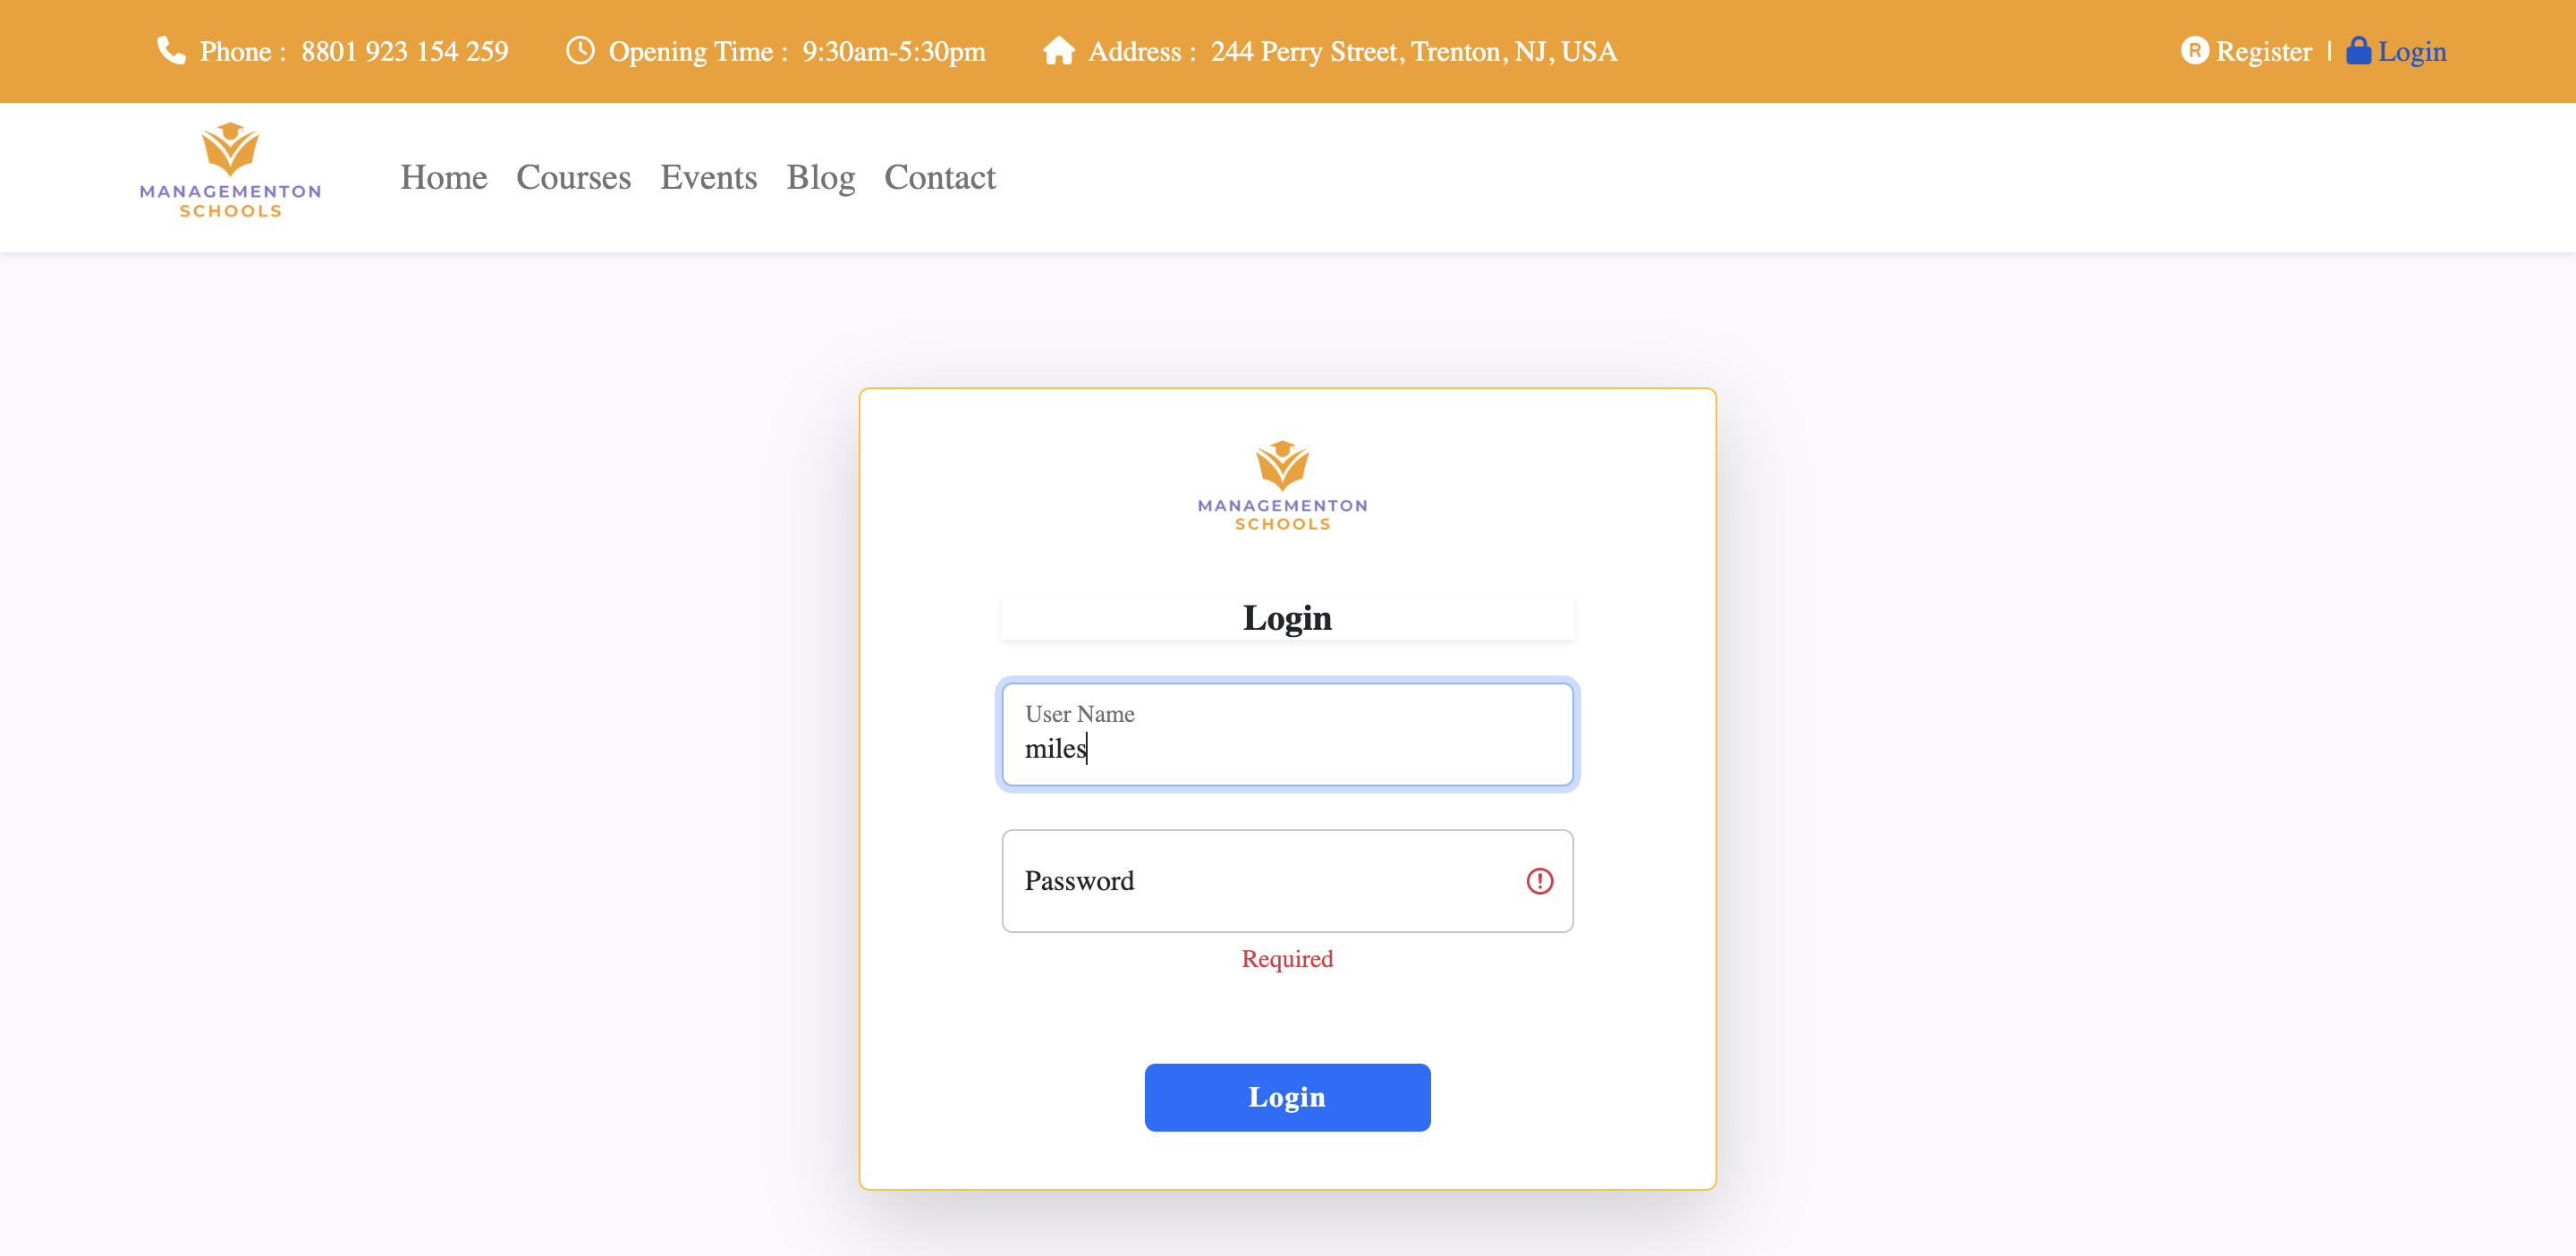 Phone : 8801 923 154 259 Opening Time : 9:30am-5:30pm Address : 244 Perry Street, Trenton, NJ, USA R Register | Login
MANAGEMENTON
SCHOOLS
Home Courses Events Blog Contact
MANAGEMENTON
SCHOOLS
Login
User Name
miles
Password
Required
Login